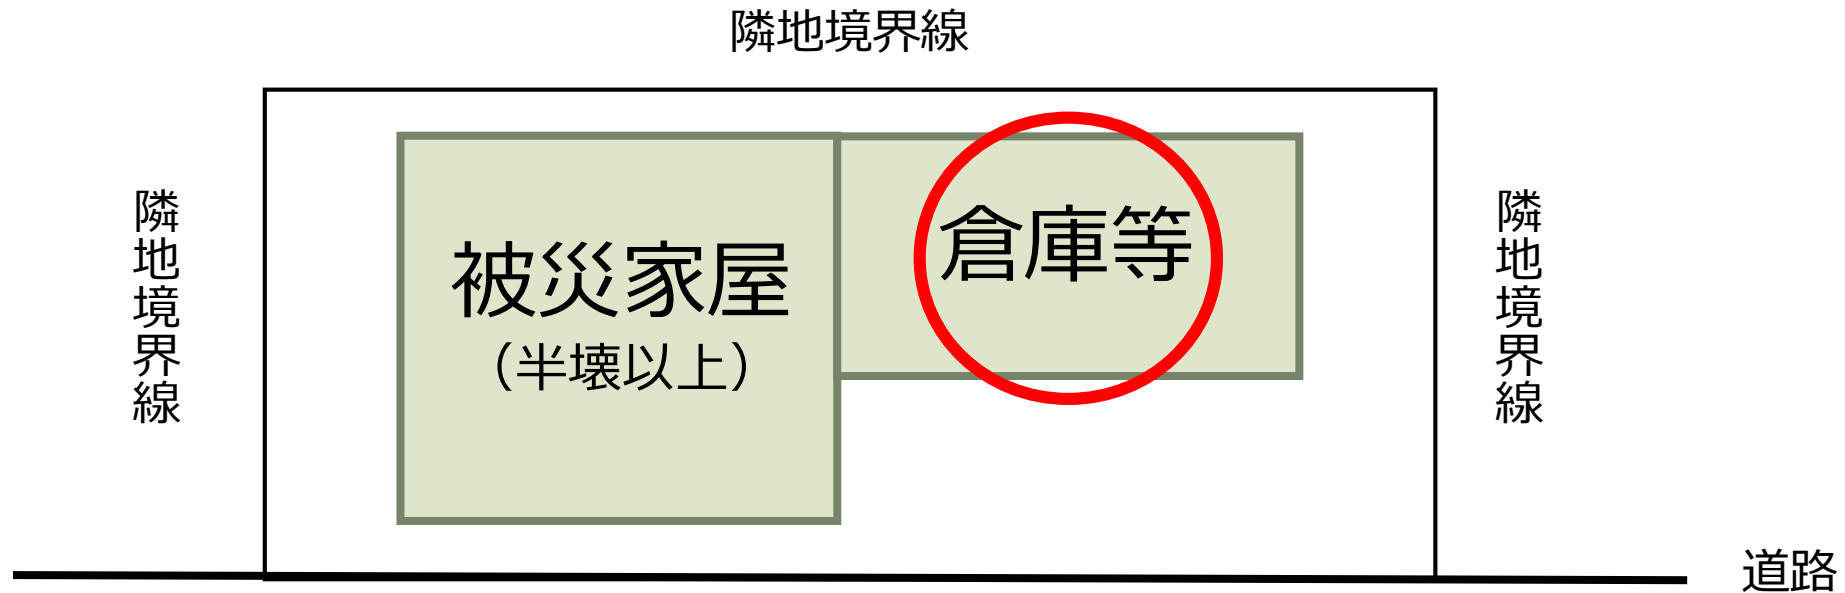 隣地境界線
隣地境界線
被災家屋
（半壊以上）
倉庫等
隣地境界線
道路